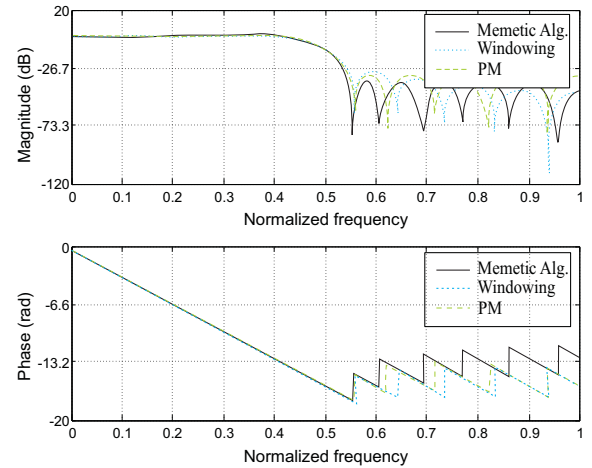 20
-26.7
-73.3
-120
Magnitude (dB)
Memetic Alg.
Windowing
PM
0 0.1 0.2 0.3 0.4 0.5 0.6 0.7 0.8 0.9 1
Normalized frequency
0
-6.6
-13.2
-20
Phase (rad)
Memetic Alg.
Windowing
PM
0 0.1 0.2 0.3 0.4 0.5 0.6 0.7 0.8 0.9 1
Normalized frequency